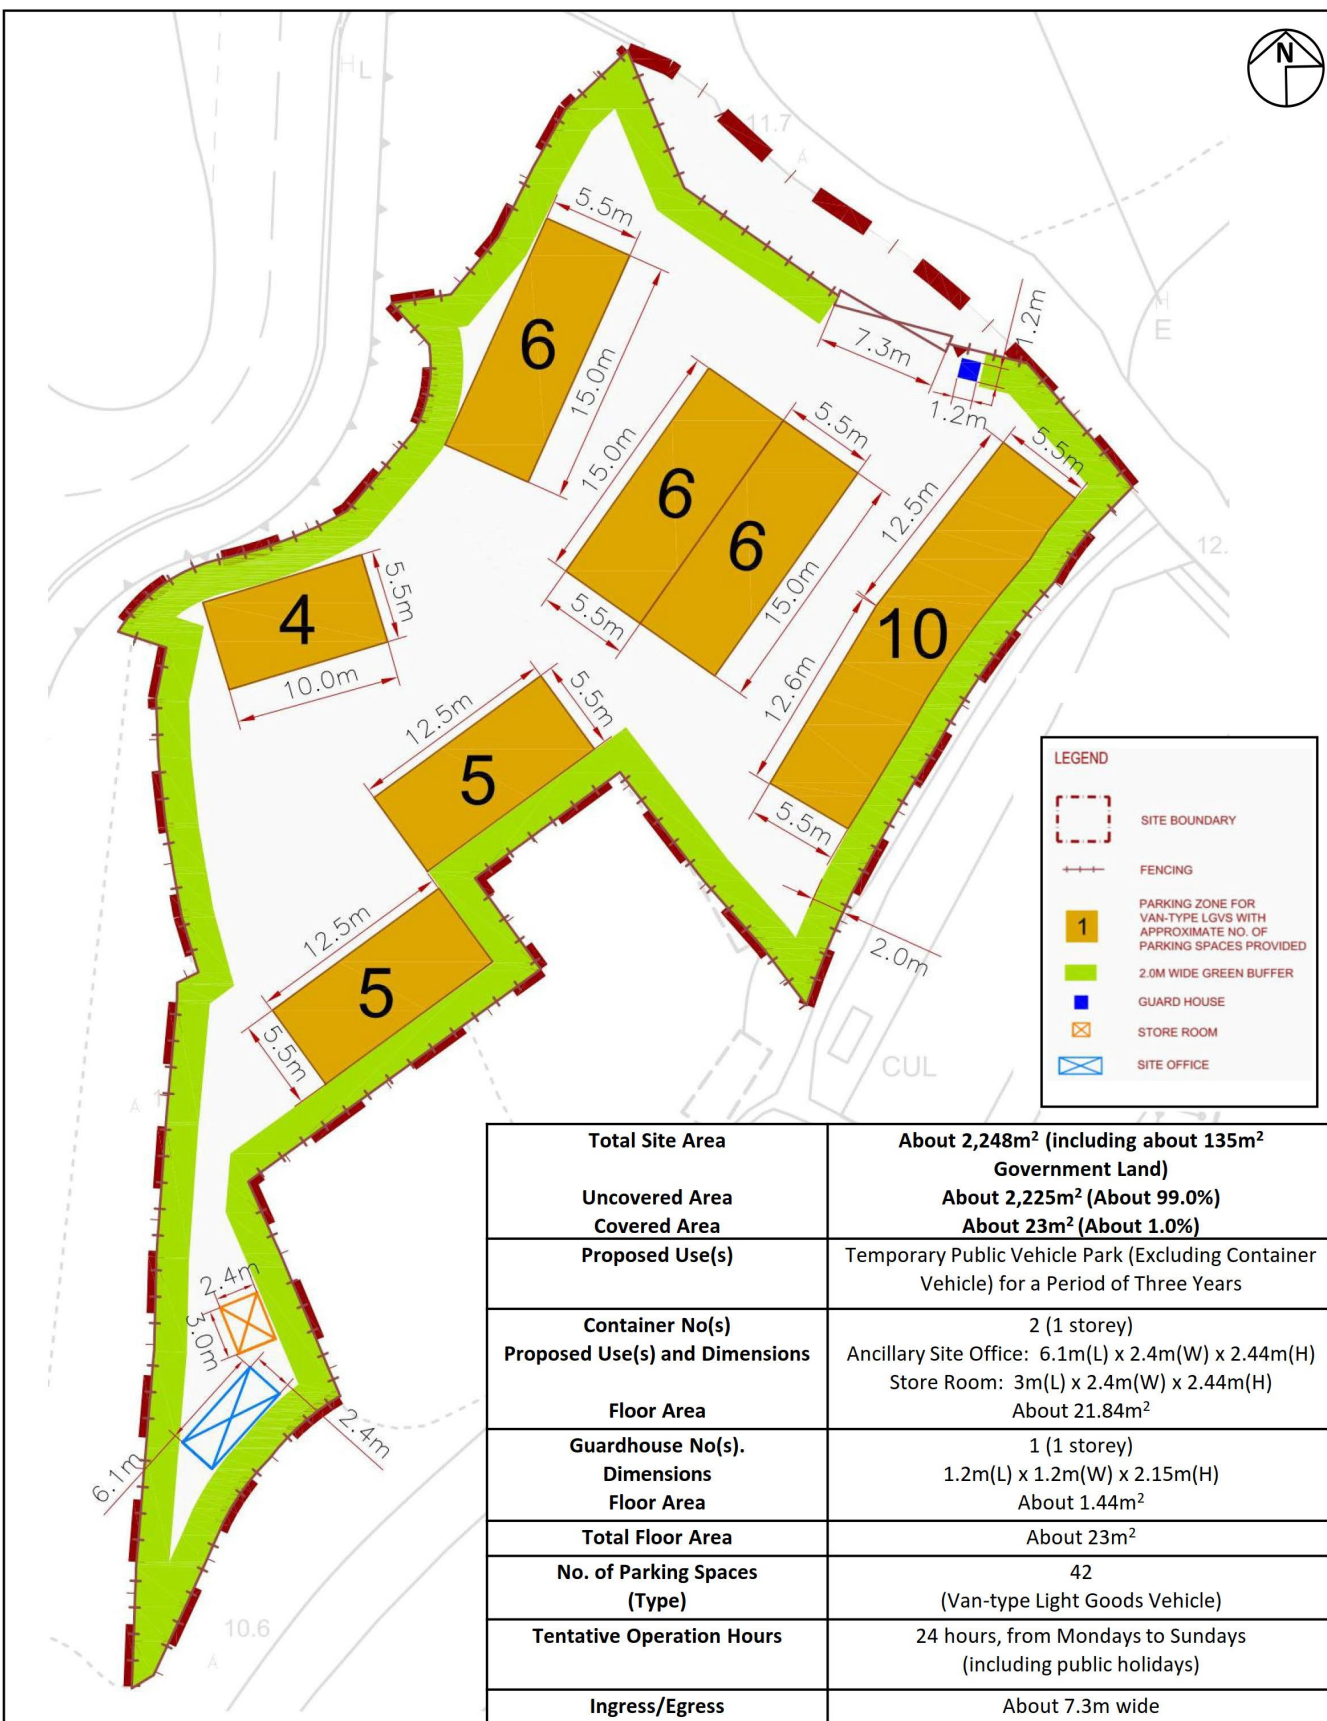 N
HL
11.7
5.5m
1.2m
H
E
7.3m
6
15.0m
1.2m
15.0m
5.5m
5.5m
6
6
12.5m
12.
5.5m
4
10.0m
5.5m
15.0m
10
12.6m
12.5m
5.5m
5
5.5m
2.0m
12.5m
5
5.5m
CUL
2.4m
3.0m
2.4m
6.1m
10.6
LEGEND
SITE BOUNDARY
FENCING
1
PARKING ZONE FOR
VAN-TYPE LGVS WITH
APPROXIMATE NO. OF
PARKING SPACES PROVIDED
2.0M WIDE GREEN BUFFER
GUARD HOUSE
STORE ROOM
SITE OFFICE
Total Site Area About 2,248m² (including about 135m²
Government Land)
Uncovered Area About 2,225m² (About 99.0%)
Covered Area About 23m² (About 1.0%)
Proposed Use(s) Temporary Public Vehicle Park (Excluding Container
Vehicle) for a Period of Three Years
Container No(s) 2 (1 storey)
Proposed Use(s) and Dimensions Ancillary Site Office: 6.1m(L) x 2.4m(W) x 2.44m(H)
Store Room: 3m(L) x 2.4m(W) x 2.44m(H)
Floor Area About 21.84m²
Guardhouse No(s). 1 (1 storey)
Dimensions 1.2m(L) x 1.2m(W) x 2.15m(H)
Floor Area About 1.44m²
Total Floor Area About 23m²
No. of Parking Spaces 42
(Type) (Van-type Light Goods Vehicle)
Tentative Operation Hours 24 hours, from Mondays to Sundays
(including public holidays)
Ingress/Egress About 7.3m wide